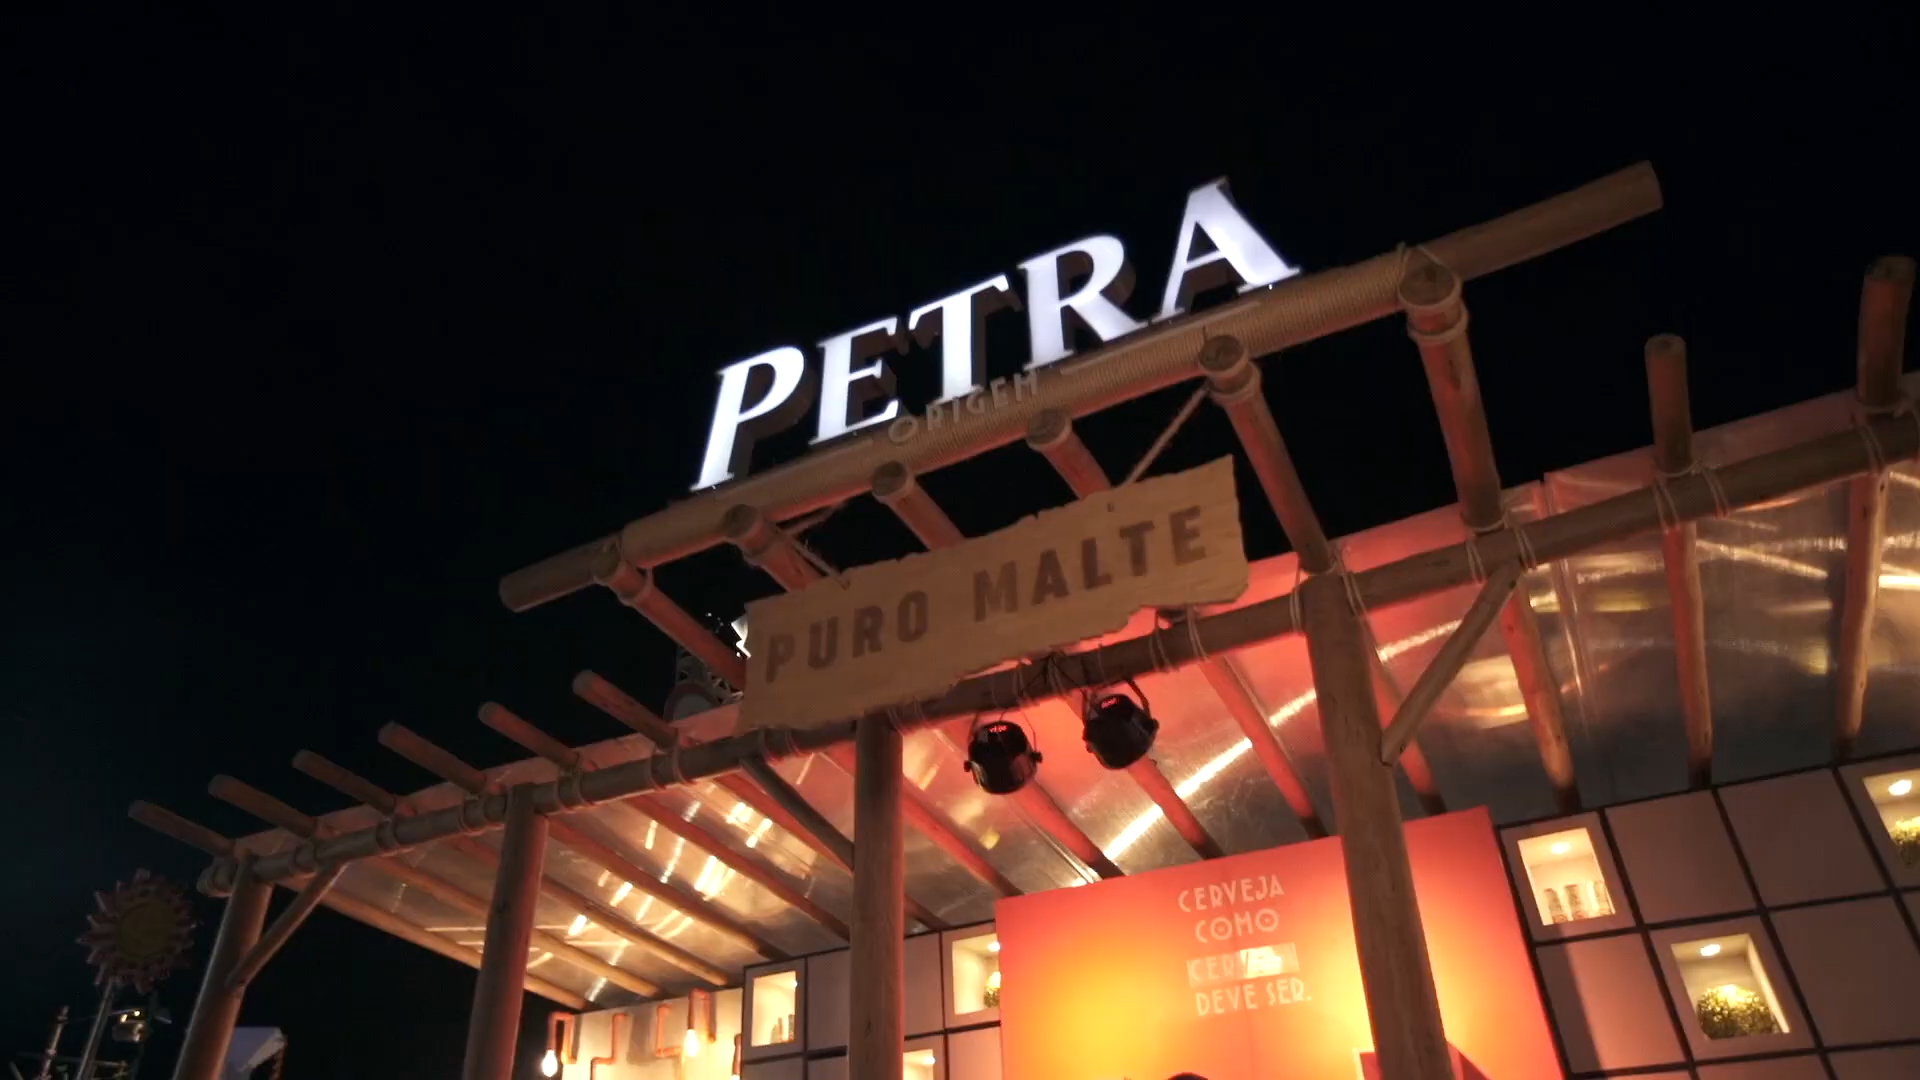 PETRA
ORIGEM
PURO MALTE
CERVEJA
COMO
DEVE SER.